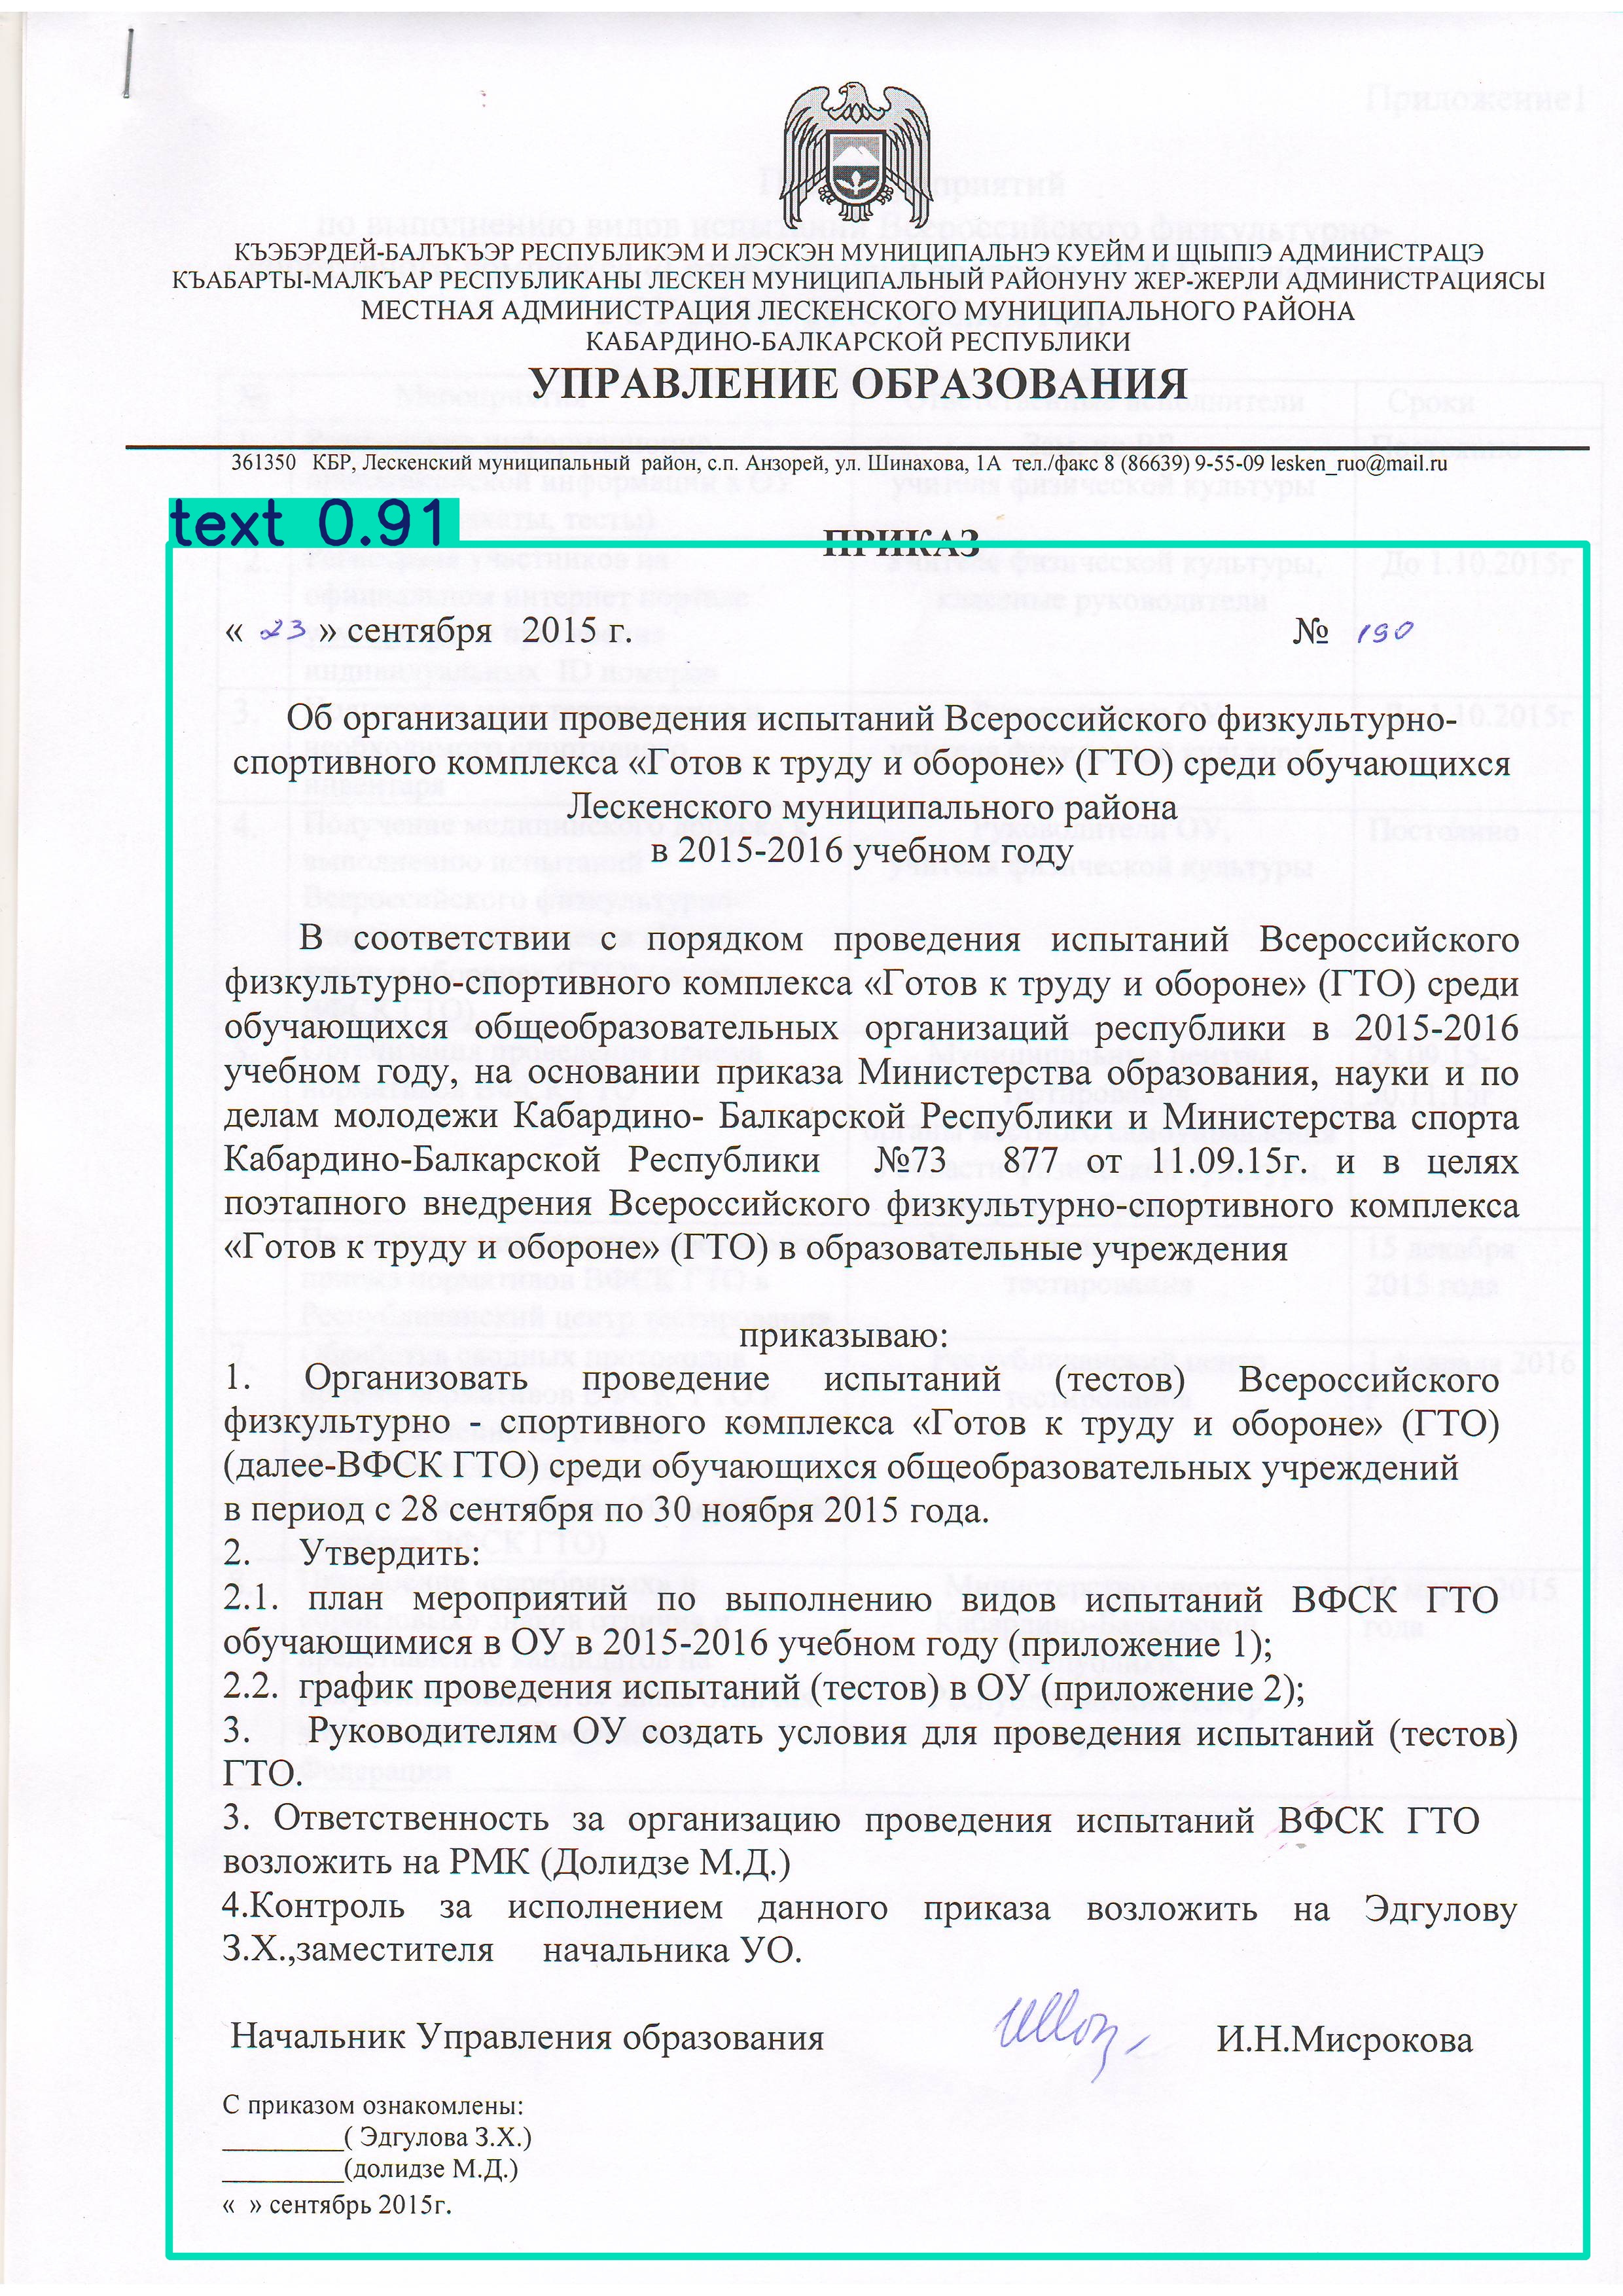 КЪЭБЭРДЕЙ-БАЛЪКЪЭР РЕСПУБЛИКЭМ И ЛЭСКЭН МУНИЦИПАЛЬНЭ КУЕЙМ И ЩІЫПІЭ АДМИНИСТРАЦЭ
КЪАБАРТЫ-МАЛКЪАР РЕСПУБЛИКАНЫ ЛЕСКЕН МУНИЦИПАЛЬНЫЙ РАЙОНУНУ ЖЕР-ЖЕРЛИ АДМИНИСТРАЦИЯСЫ
МЕСТНАЯ АДМИНИСТРАЦИЯ ЛЕСКЕНСКОГО МУНИЦИПАЛЬНОГО РАЙОНА
КАБАРДИНО-БАЛКАРСКОЙ РЕСПУБЛИКИ
УПРАВЛЕНИЕ ОБРАЗОВАНИЯ
361350 КБР, Лескенский муниципальный район, с.п. Анзорей, ул. Шинахова, 1А тел./факс 8 (86639) 9-55-09 lesken_ruo@mail.ru
text 0.91
ПРИКАЗ
« 23 » сентября 2015 г. № 190
Об организации проведения испытаний Всероссийского физкультурно-
спортивного комплекса «Готов к труду и обороне» (ГТО) среди обучающихся
Лескенского муниципального района
в 2015-2016 учебном году
В соответствии с порядком проведения испытаний Всероссийского
физкультурно-спортивного комплекса «Готов к труду и обороне» (ГТО) среди
обучающихся общеобразовательных организаций республики в 2015-2016
учебном году, на основании приказа Министерства образования, науки и по
делам молодежи Кабардино- Балкарской Республики и Министерства спорта
Кабардино-Балкарской Республики №73 877 от 11.09.15г. и в целях
поэтапного внедрения Всероссийского физкультурно-спортивного комплекса
«Готов к труду и обороне» (ГТО) в образовательные учреждения
приказываю:
1. Организовать проведение испытаний (тестов) Всероссийского
физкультурно - спортивного комплекса «Готов к труду и обороне» (ГТО)
(далее-ВФСК ГТО) среди обучающихся общеобразовательных учреждений
в период с 28 сентября по 30 ноября 2015 года.
2. Утвердить:
2.1. план мероприятий по выполнению видов испытаний ВФСК ГТО
обучающимися в ОУ в 2015-2016 учебном году (приложение 1);
2.2. график проведения испытаний (тестов) в ОУ (приложение 2);
3. Руководителям ОУ создать условия для проведения испытаний (тестов)
ГТО.
3. Ответственность за организацию проведения испытаний ВФСК ГТО
возложить на РМК (Долидзе М.Д.)
4.Контроль за исполнением данного приказа возложить на Эдгулову
З.Х.,заместителя начальника УО.
Начальник Управления образования И.Н.Мисрокова
С приказом ознакомлены:
_________( Эдгулова З.Х.)
_________(долидзе М.Д.)
« » сентябрь 2015г.